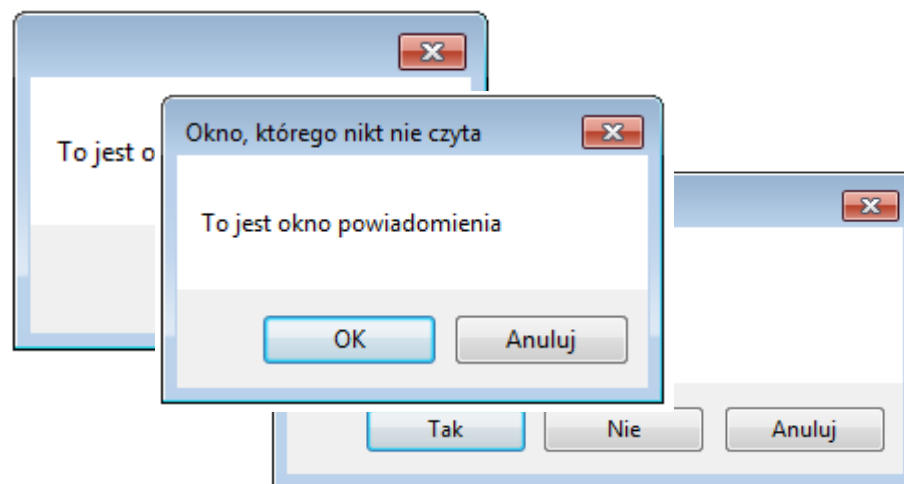 To jest o
Okno, którego nikt nie czyta
To jest okno powiadomienia
OK
Anuluj
Tak
Nie
Anuluj